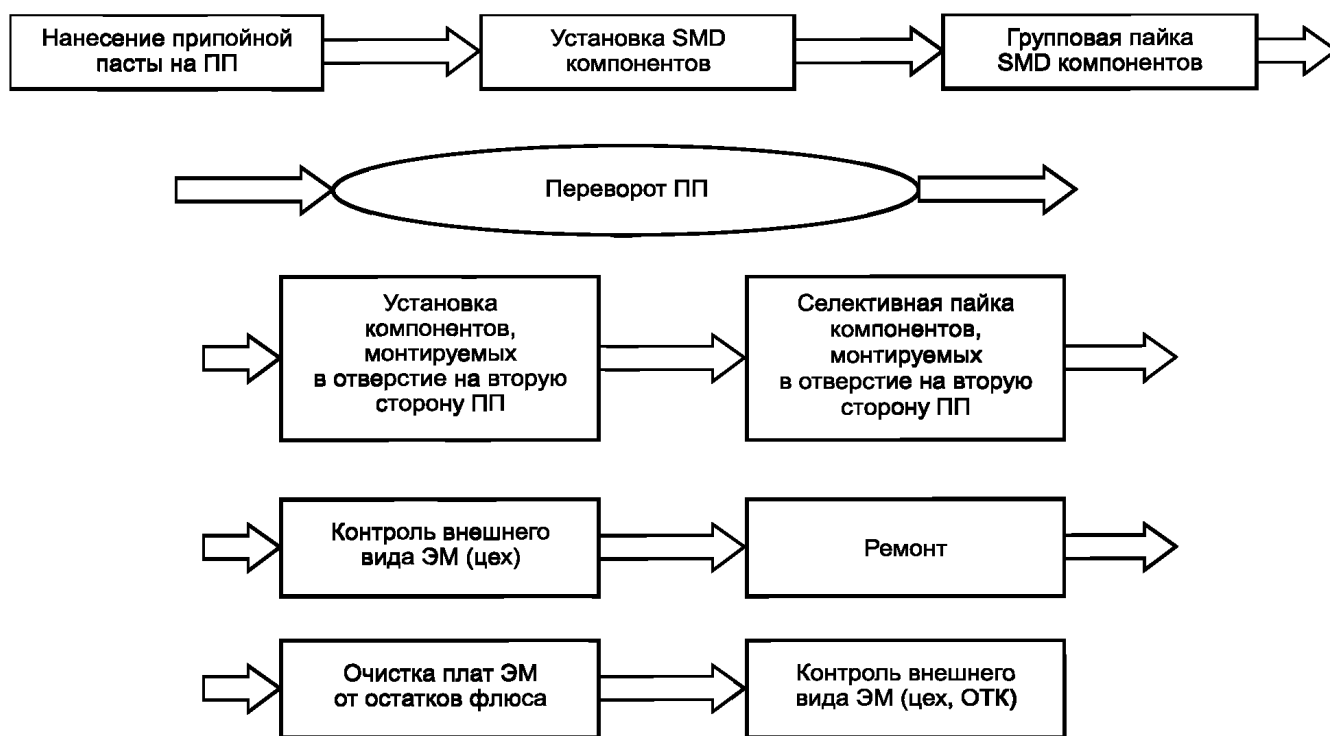 Нанесение припойной
пасты на ПП
Установка SMD
компонентов
Групповая пайка
SMD компонентов
Переворот ПП
Установка
компонентов,
монтируемых
в отверстие на вторую
сторону ПП
Селективная пайка
компонентов,
монтируемых
в отверстие на вторую
сторону ПП
Контроль внешнего
вида ЭМ (цех)
Ремонт
Очистка плат ЭМ
от остатков флюса
Контроль внешнего
вида ЭМ (цех, ОТК)